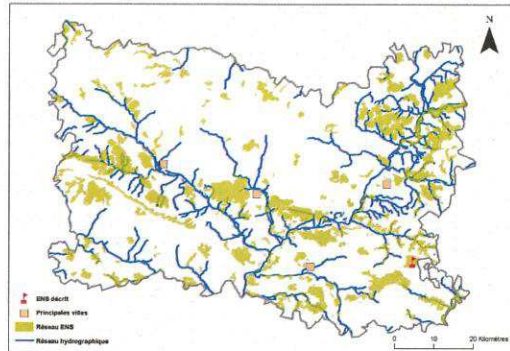 N
ENS décrit
Principales villes
Réseau ENS
Réseau hydrographique
0 10 20 Kilomètres